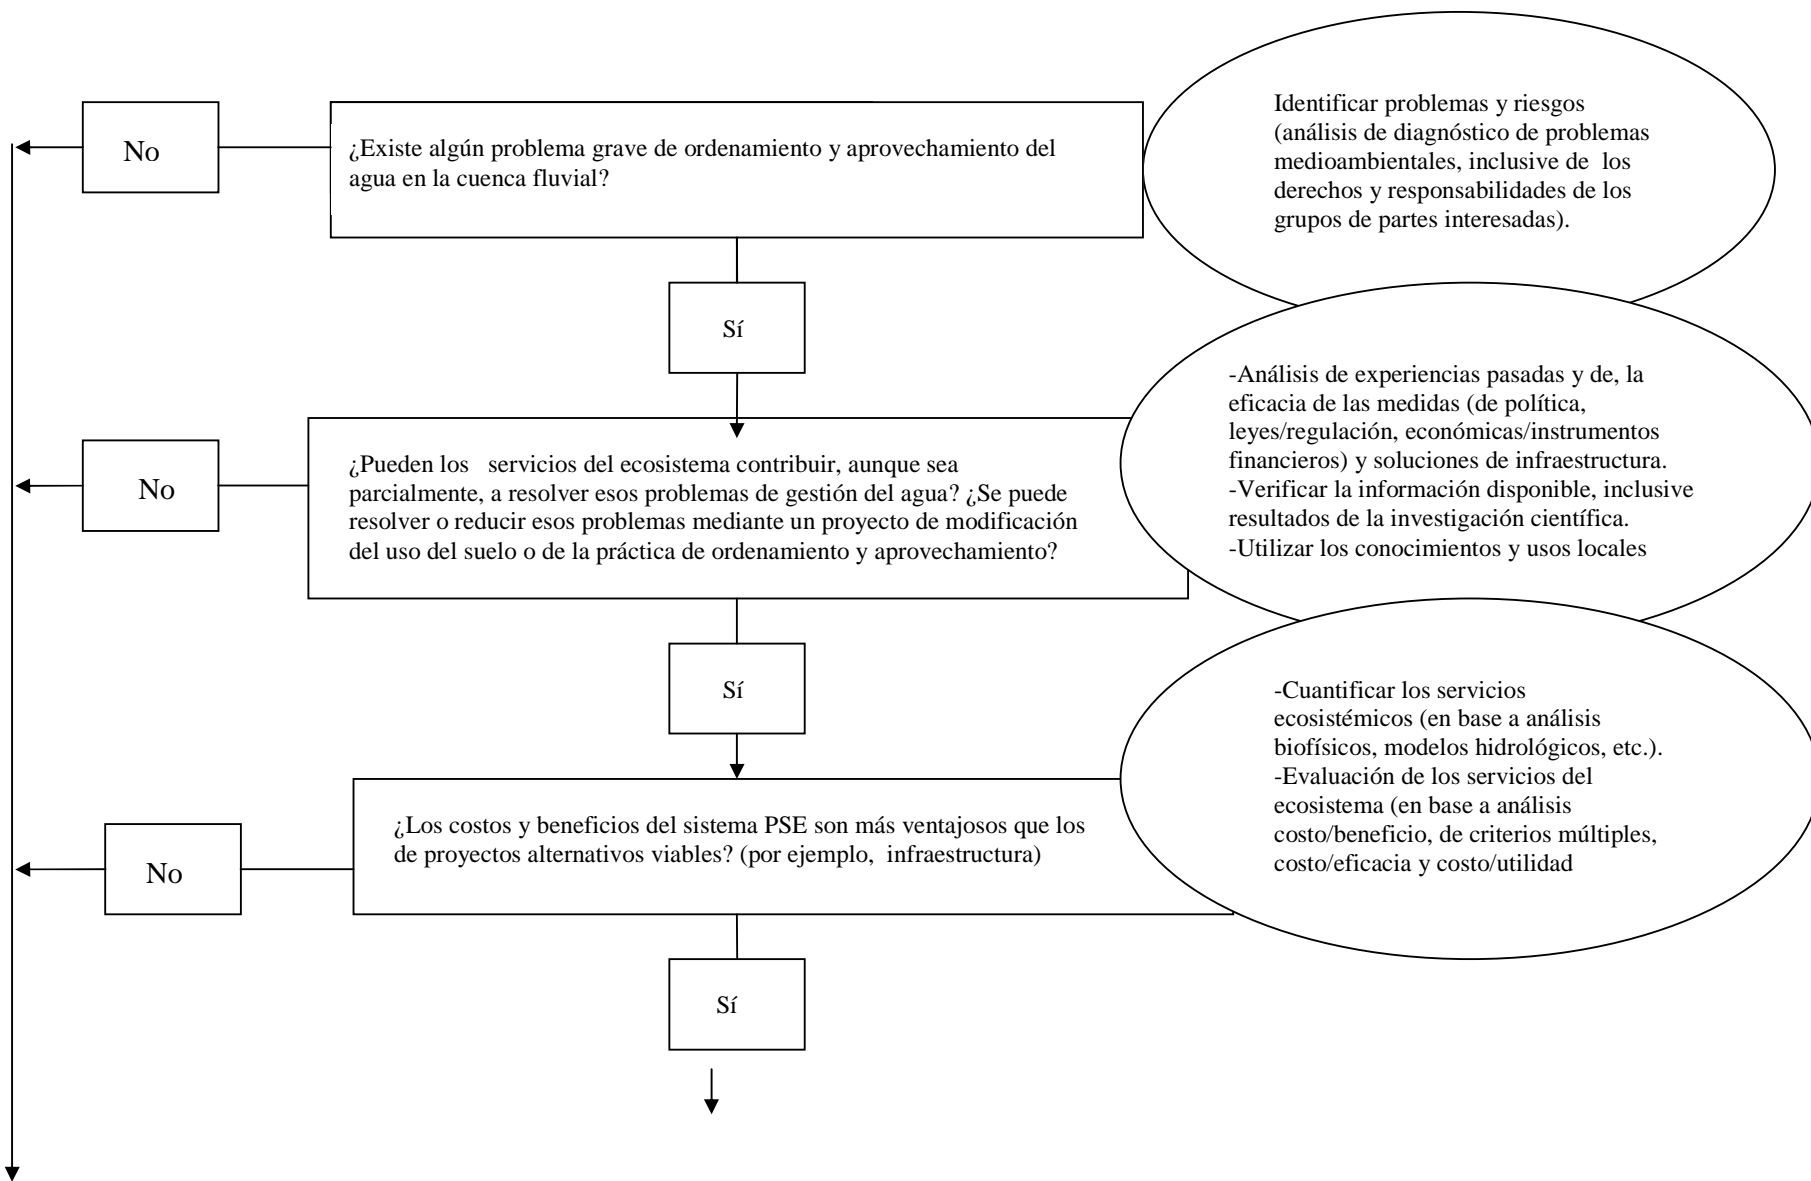 No
¿Existe algún problema grave de ordenamiento y aprovechamiento del
agua en la cuenca fluvial?
Identificar problemas y riesgos
(análisis de diagnóstico de problemas
medioambientales, inclusive de los
derechos y responsabilidades de los
grupos de partes interesadas).
Sí
No
¿Pueden los servicios del ecosistema contribuir, aunque sea
parcialmente, a resolver esos problemas de gestión del agua? ¿Se puede
resolver o reducir esos problemas mediante un proyecto de modificación
del uso del suelo o de la práctica de ordenamiento y aprovechamiento?
-Análisis de experiencias pasadas y de, la
eficacia de las medidas (de política,
leyes/regulación, económicas/instrumentos
financieros) y soluciones de infraestructura.
-Verificar la información disponible, inclusive
resultados de la investigación científica.
-Utilizar los conocimientos y usos locales
Sí
No
¿Los costos y beneficios del sistema PSE son más ventajosos que los
de proyectos alternativos viables? (por ejemplo, infraestructura)
-Cuantificar los servicios
ecosistémicos (en base a análisis
biofísicos, modelos hidrológicos, etc.).
-Evaluación de los servicios del
ecosistema (en base a análisis
costo/beneficio, de criterios múltiples,
costo/eficacia y costo/utilidad
Sí